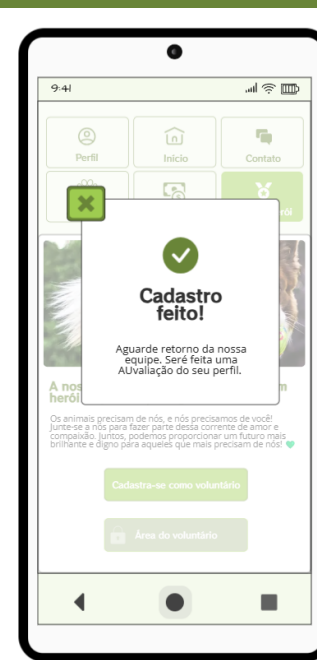 9:41
Perfil
Início
Contato
rói
Cadastro
feito!
Aguarde retorno da nossa
equipe. Seré feita uma
AUvaliação do seu perfil.
A nos m
herói
Os animais precisam de nós, e nós precisamos de você!
Junte-se a nós para fazer parte dessa corrente de amor e
compaixão. Juntos, podemos proporcionar um futuro mais
brilhante e digno para aqueles que mais precisam de nós! 💚
Cadastra-se como voluntário
Área do voluntário